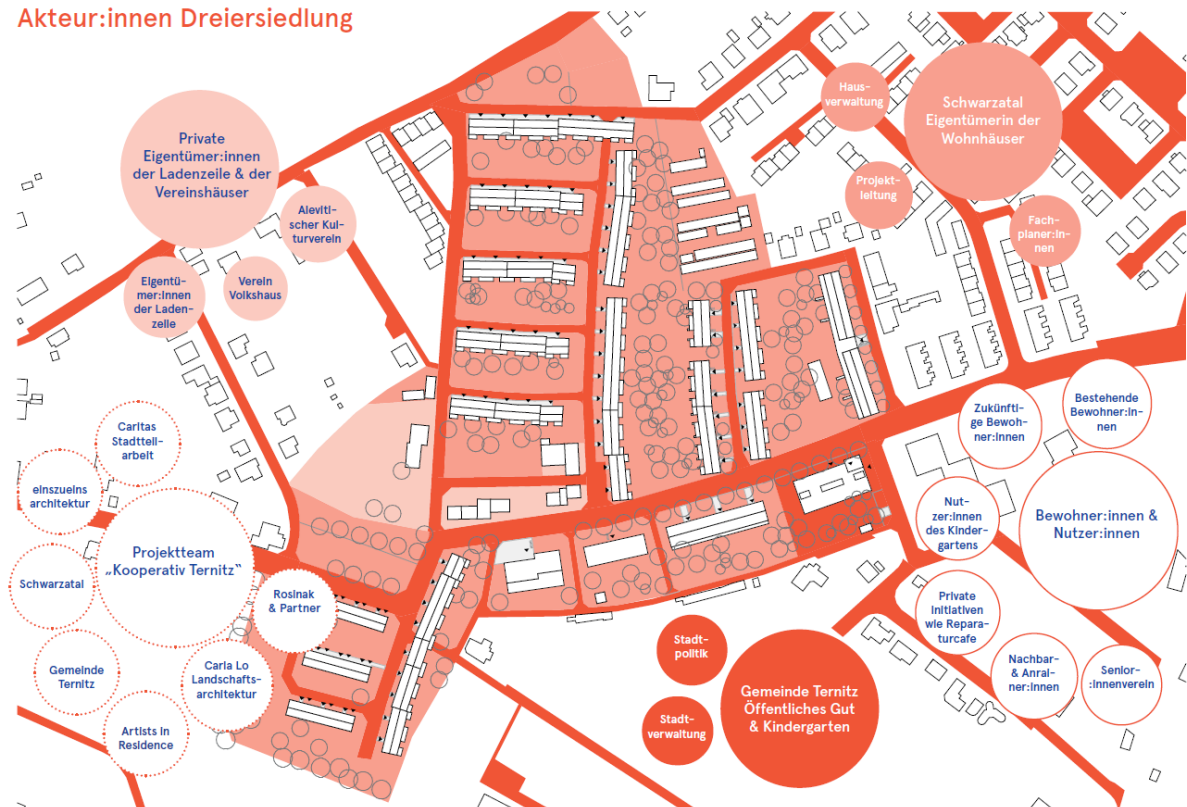 Akteur:innen Dreiersiedlung
Private
Eigentümer:innen
der Ladenzeile & der
Vereinshäuser
Aleviti-
scher Kul-
turverein
Verein
Volkshaus
Eigentü-
mer:innen
der Laden-
zeile
Haus-
verwaltung
Schwarzatal
Eigentümerin der
Wohnhäuser
Projekt-
leitung
Fach-
planer:in-
nen
Caritas
Stadtteil-
arbeit
einszueins
architektur
Projektteam
„Kooperativ Ternitz“
Schwarzatal
Rosinak
& Partner
Gemeinde
Ternitz
Carla Lo
Landschafts-
architektur
Artists in
Residence
Zukünfti-
ge Bewoh-
ner:innen
Bestehende
Bewohner:in-
nen
Nut-
zer:innen
des Kinder-
gartens
Bewohner:innen &
Nutzer:innen
Private
Initiativen
wie Repara-
turcafe
Nachbar-
& Anrai-
ner:innen
Senior-
:innenverein
Stadt-
politik
Stadt-
verwaltung
Gemeinde Ternitz
Öffentliches Gut
& Kindergarten